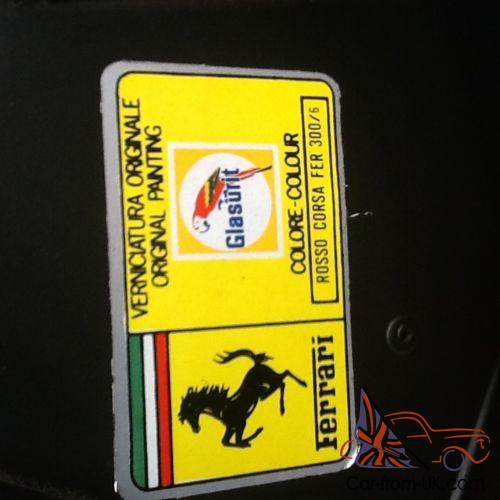 VERNICIATURA ORIGINALE
ORIGINAL PAINTING
Glasurit
COLORE-COLOUR
ROSSO CORSA FER 300/6
Ferrari
Car-from-UK.com